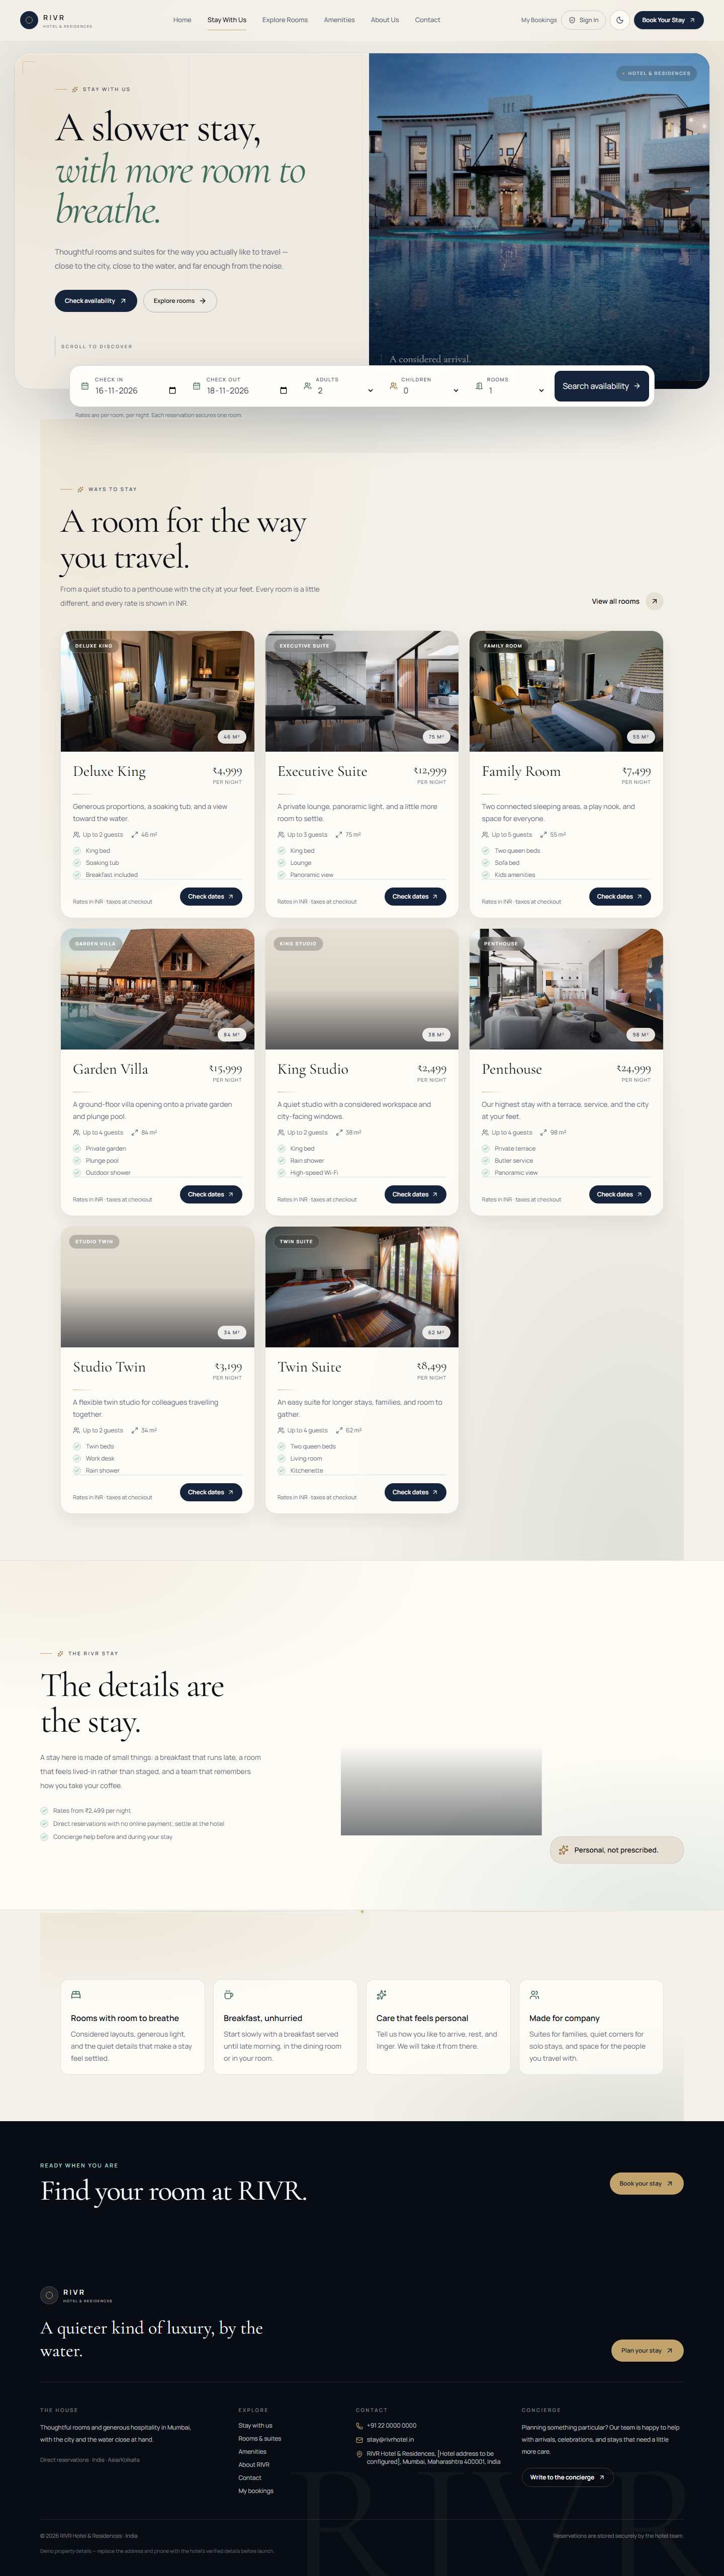 RIVR
HOTEL & RESIDENCES
Home
Stay With Us
Explore Rooms
Amenities
About Us
Contact
My Bookings
Sign In
Book Your Stay
STAY WITH US
HOTEL & RESIDENCES
A slower stay,
with more room to
breathe.
Thoughtful rooms and suites for the way you actually like to travel —
close to the city, close to the water, and far enough from the noise.
Check availability
Explore rooms
SCROLL TO DISCOVER
A considered arrival.
CHECK IN
16-11-2026
CHECK OUT
18-11-2026
ADULTS
2
CHILDREN
0
ROOMS
1
Search availability
Rates are per room, per night. Each reservation secures one room.
WAYS TO STAY
A room for the way
you travel.
From a quiet studio to a penthouse with the city at your feet. Every room is a little
different, and every rate is shown in INR.
View all rooms
DELUXE KING
46 M²
Deluxe King
₹4,999
PER NIGHT
Generous proportions, a soaking tub, and a view
toward the water.
Up to 2 guests
46 m²
King bed
Soaking tub
Breakfast included
Rates in INR · taxes at checkout
Check dates
EXECUTIVE SUITE
75 M²
Executive Suite
₹12,999
PER NIGHT
A private lounge, panoramic light, and a little more
room to settle.
Up to 3 guests
75 m²
King bed
Lounge
Panoramic view
Rates in INR · taxes at checkout
Check dates
FAMILY ROOM
55 M²
Family Room
₹7,499
PER NIGHT
Two connected sleeping areas, a play nook, and
space for everyone.
Up to 5 guests
55 m²
Two queen beds
Sofa bed
Kids amenities
Rates in INR · taxes at checkout
Check dates
GARDEN VILLA
84 M²
Garden Villa
₹15,999
PER NIGHT
A ground-floor villa opening onto a private garden
and plunge pool.
Up to 4 guests
84 m²
Private garden
Plunge pool
Outdoor shower
Rates in INR · taxes at checkout
Check dates
KING STUDIO
38 M²
King Studio
₹2,499
PER NIGHT
A quiet studio with a considered workspace and
city-facing windows.
Up to 2 guests
38 m²
King bed
Rain shower
High-speed Wi-Fi
Rates in INR · taxes at checkout
Check dates
PENTHOUSE
98 M²
Penthouse
₹24,999
PER NIGHT
Our highest stay with a terrace, service, and the city
at your feet.
Up to 4 guests
98 m²
Private terrace
Butler service
Panoramic view
Rates in INR · taxes at checkout
Check dates
STUDIO TWIN
34 M²
Studio Twin
₹3,199
PER NIGHT
A flexible twin studio for colleagues travelling
together.
Up to 2 guests
34 m²
Twin beds
Work desk
Rain shower
Rates in INR · taxes at checkout
Check dates
TWIN SUITE
62 M²
Twin Suite
₹8,499
PER NIGHT
An easy suite for longer stays, families, and room to
gather.
Up to 4 guests
62 m²
Two queen beds
Living room
Kitchenette
Rates in INR · taxes at checkout
Check dates
THE RIVR STAY
The details are
the stay.
A stay here is made of small things: a breakfast that runs late, a room
that feels lived-in rather than staged, and a team that remembers
how you take your coffee.
Rates from ₹2,499 per night
Direct reservations with no online payment; settle at the hotel
Concierge help before and during your stay
Personal, not prescribed.
Rooms with room to breathe
Considered layouts, generous light,
and the quiet details that make a stay
feel settled.
Breakfast, unhurried
Start slowly with a breakfast served
until late morning, in the dining room
or in your room.
Care that feels personal
Tell us how you like to arrive, rest, and
linger. We will take it from there.
Made for company
Suites for families, quiet corners for
solo stays, and space for the people
you travel with.
READY WHEN YOU ARE
Find your room at RIVR.
Book your stay
RIVR
HOTEL & RESIDENCES
A quieter kind of luxury, by the
water.
Plan your stay
THE HOUSE
Thoughtful rooms and generous hospitality in Mumbai,
with the city and the water close at hand.
Direct reservations · India · Asia/Kolkata
EXPLORE
Stay with us
Rooms & suites
Amenities
About RIVR
Contact
My bookings
CONTACT
+91 22 0000 0000
stay@rivrhotel.in
RIVR Hotel & Residences, [Hotel address to be
configured], Mumbai, Maharashtra 400001, India
CONCIERGE
Planning something particular? Our team is happy to help
with arrivals, celebrations, and stays that need a little
more care.
Write to the concierge
RIVR
© 2026 RIVR Hotel & Residences · India
Reservations are stored securely by the hotel team.
Demo property details — replace the address and phone with the hotel's verified details before launch.